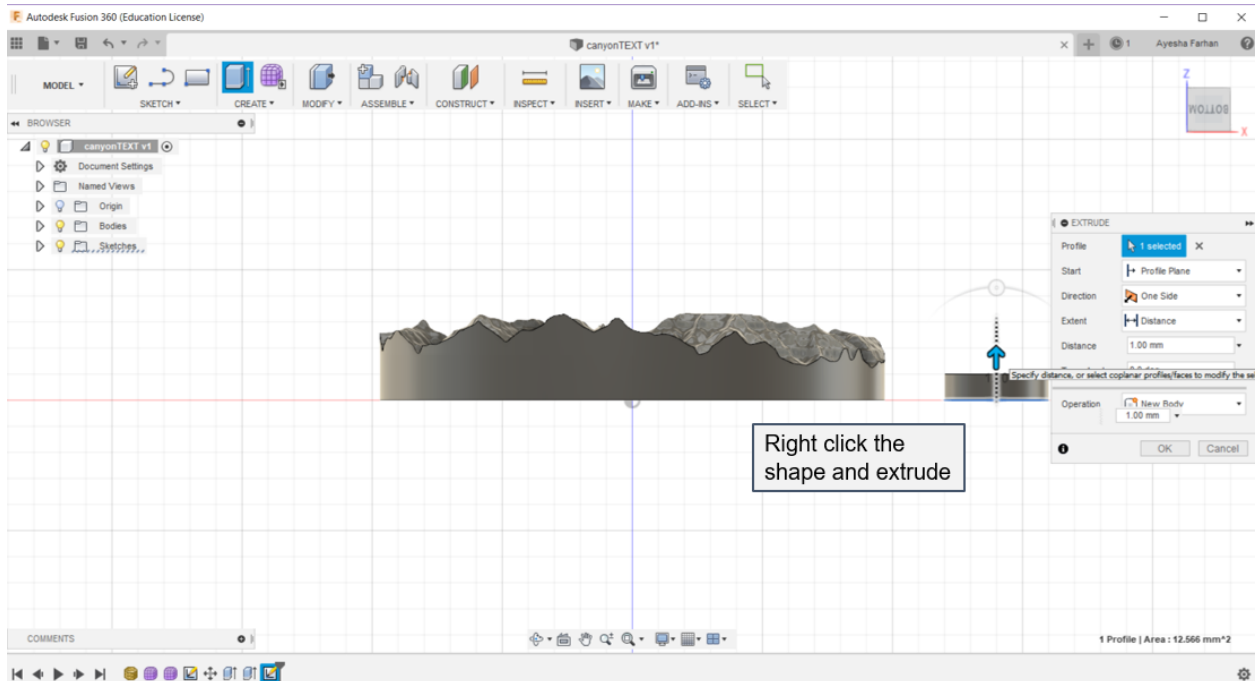 Autodesk Fusion 360 (Education License)
canyonTEXT v1*
1 Ayesha Farhan
MODEL
SKETCH CREATE MODIFY ASSEMBLE CONSTRUCT INSPECT INSERT MAKE ADD-INS SELECT
BROWSER
canyonTEXT v1
Document Settings
Named Views
Origin
Bodies
Sketches
Z
BOTTOM
X
EXTRUDE
Profile 1 selected
Start Profile Plane
Direction One Side
Extent Distance
Distance 1.00 mm
Specify distance, or select coplanar profiles/faces to modify the se
Operation New Body
1.00 mm
OK Cancel
Right click the
shape and extrude
COMMENTS
1 Profile | Area : 12.566 mm^2